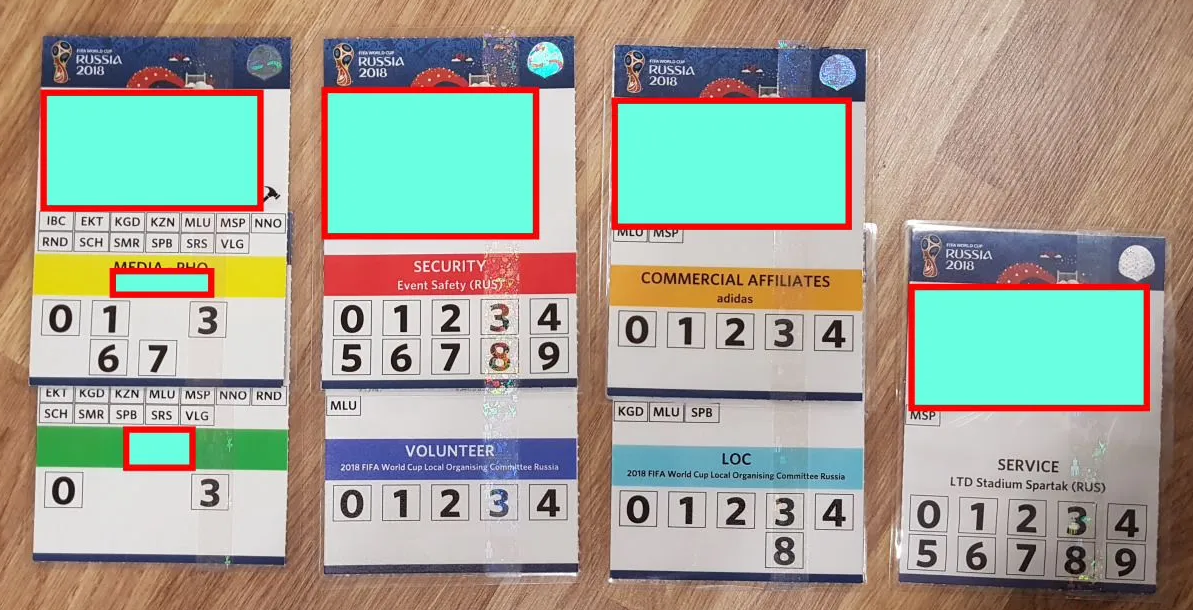 FIFA WORLD CUP
RUSSIA
2018
IBC EKT KGD KZN MLU MSP NNO
RND SCH SMR SPB SRS VLG
MEDIA PHO
0 1 3
6 7
EKT KGD KZN MLU MSP NNO RND
SCH SMR SPB SRS VLG
0 3
FIFA WORLD CUP
RUSSIA
2018
SECURITY
Event Safety (RUS)
0 1 2 3 4
5 6 7 8 9
MLU
VOLUNTEER
2018 FIFA World Cup Local Organising Committee Russia
0 1 2 3 4
FIFA WORLD CUP
RUSSIA
2018
MLU MSP
COMMERCIAL AFFILIATES
adidas
0 1 2 3 4
KGD MLU SPB
LOC
2018 FIFA World Cup Local Organising Committee Russia
0 1 2 3 4
8
FIFA WORLD CUP
RUSSIA
2018
MSP
SERVICE
LTD Stadium Spartak (RUS)
0 1 2 3 4
5 6 7 8 9